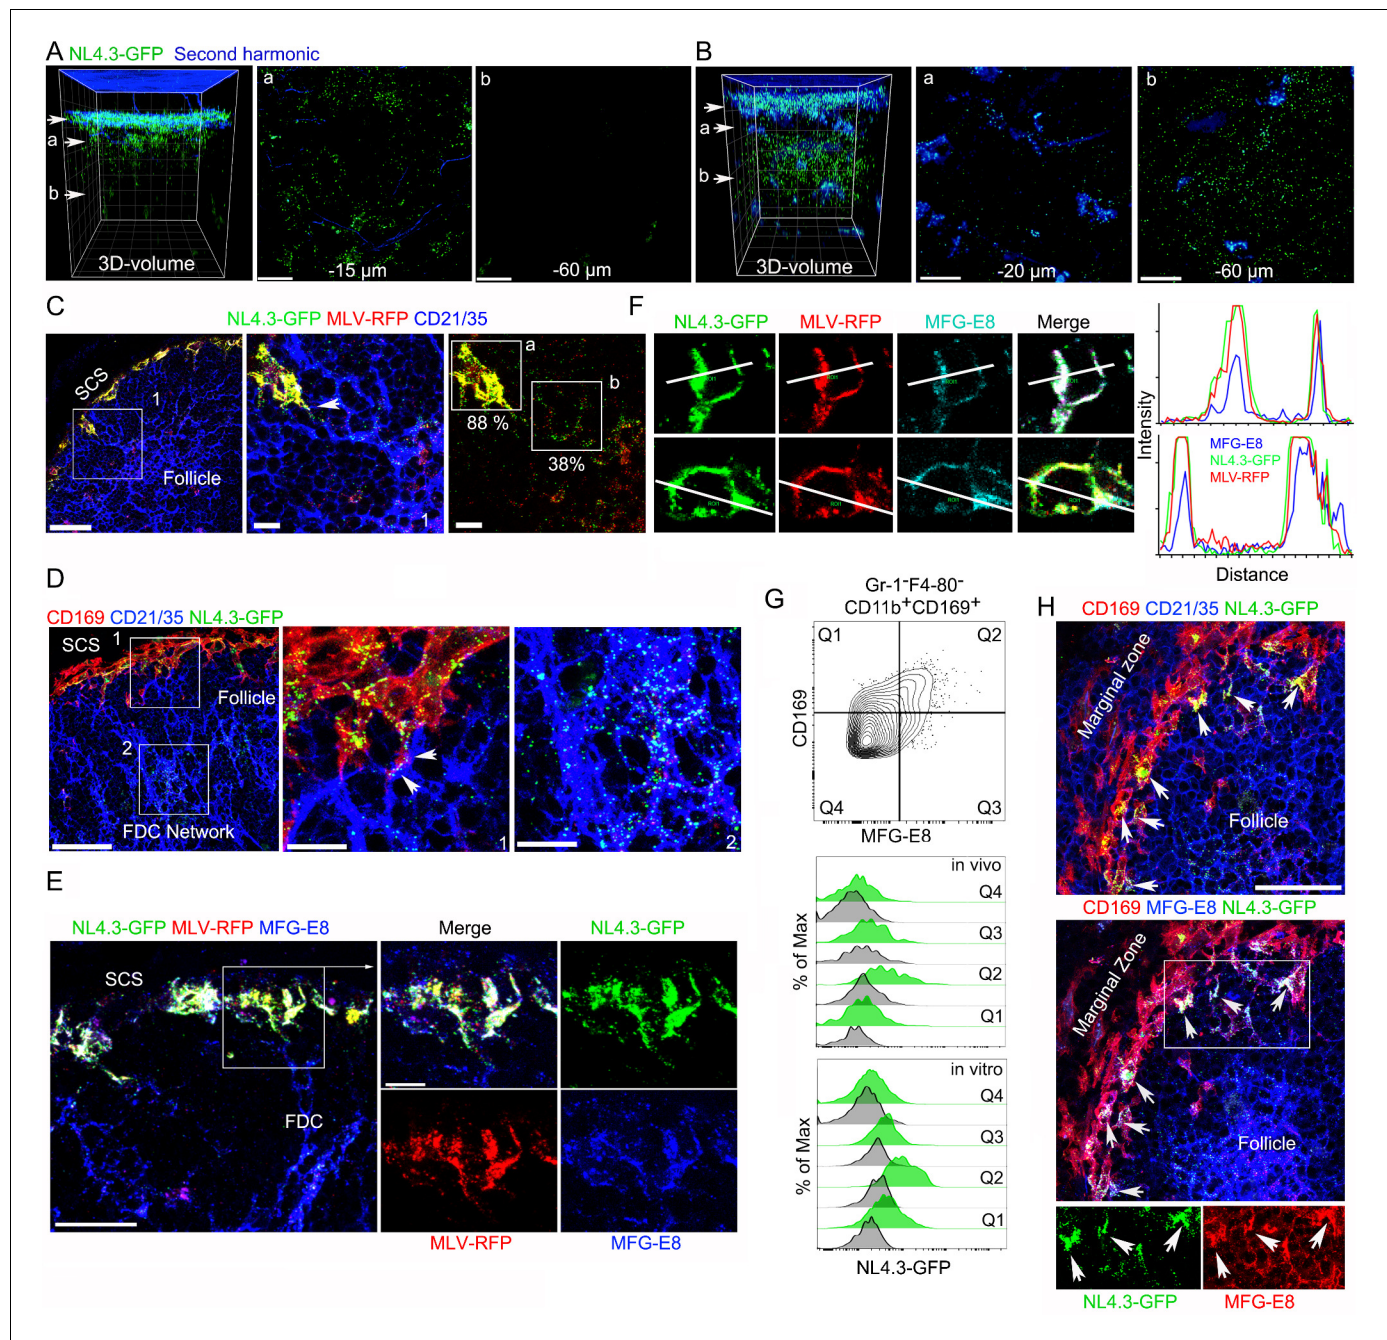 A NL4.3-GFP Second harmonic
a
b
3D-volume
a
-15 µm
b
-60 µm
B
a
b
3D-volume
a
-20 µm
b
-60 µm
C
NL4.3-GFP MLV-RFP CD21/35
SCS
1
Follicle
1
a
b
88 %
38%
F
NL4.3-GFP
MLV-RFP
MFG-E8
Merge
Intensity
MFG-E8
NL4.3-GFP
MLV-RFP
Distance
D
CD169 CD21/35 NL4.3-GFP
SCS
1
Follicle
2
FDC Network
1
2
E
NL4.3-GFP MLV-RFP MFG-E8
SCS
FDC
Merge
NL4.3-GFP
MLV-RFP
MFG-E8
G
Gr-1-F4-80-
CD11b+CD169+
Q1
Q2
CD169
Q4
Q3
MFG-E8
in vivo
Q4
Q3
Q2
Q1
% of Max
in vitro
Q4
Q3
Q2
Q1
% of Max
NL4.3-GFP
H
CD169 CD21/35 NL4.3-GFP
Marginal zone
Follicle
CD169 MFG-E8 NL4.3-GFP
Marginal Zone
Follicle
NL4.3-GFP
MFG-E8